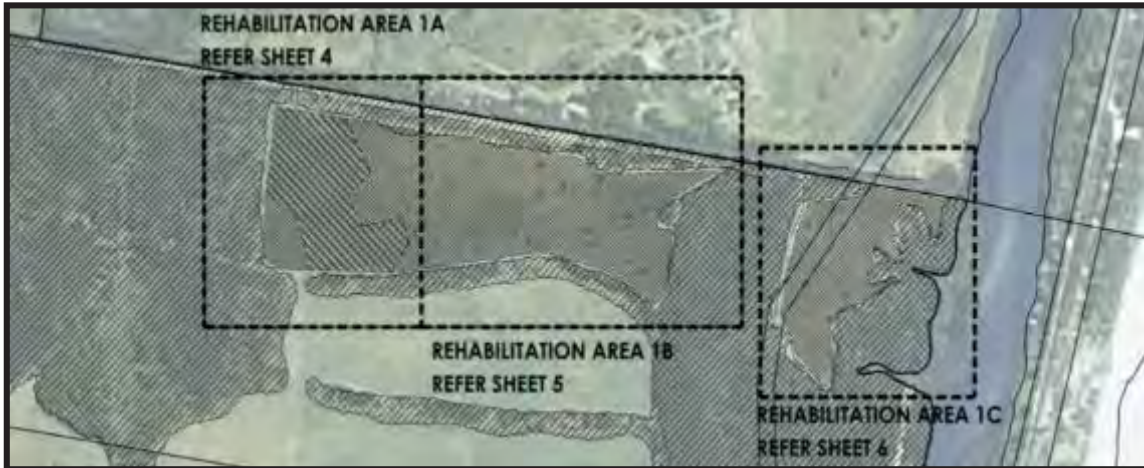 REHABILITATION AREA 1A
REFER SHEET 4
REHABILITATION AREA 1B
REFER SHEET 5
REHABILITATION AREA 1C
REFER SHEET 6